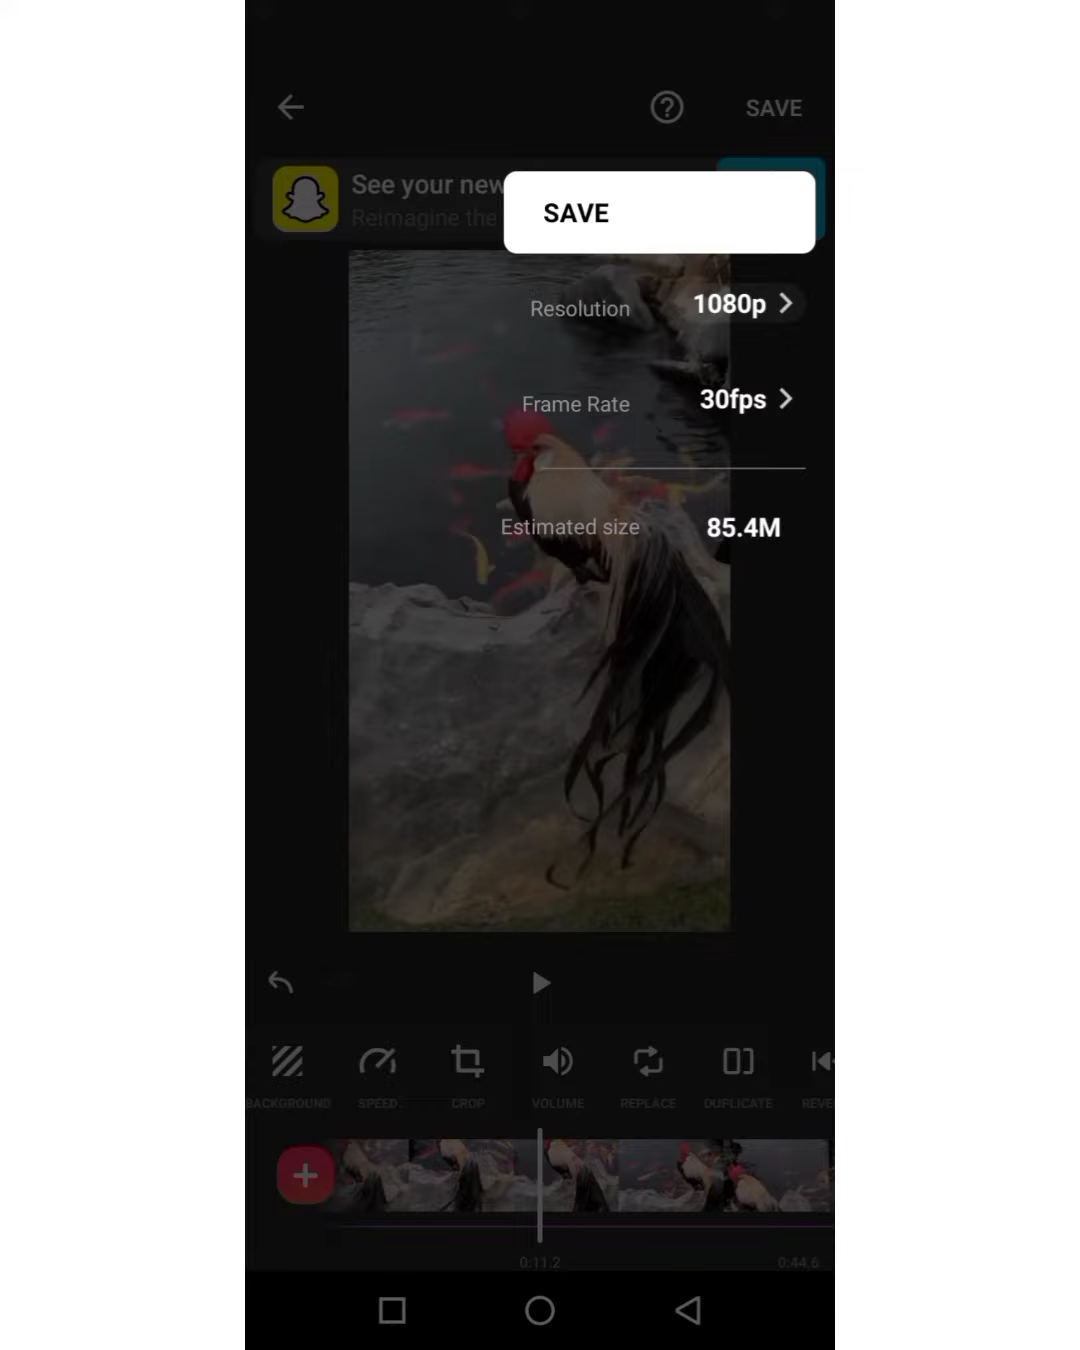 SAVE
See your new
Reimagine the
SAVE
Resolution
1080p
Frame Rate
30fps
Estimated size
85.4M
BACKGROUND
SPEED
CROP
VOLUME
REPLACE
DUPLICATE
REVE
0:11.2
0:44.6